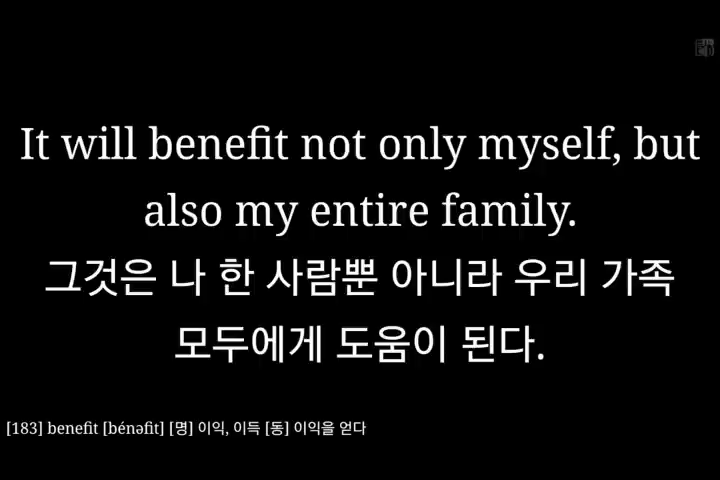 It will benefit not only myself, but
also my entire family.
그것은 나 한 사람뿐 아니라 우리 가족
모두에게 도움이 된다.
[183] benefit [bénəfit] [명] 이익, 이득 [동] 이익을 얻다